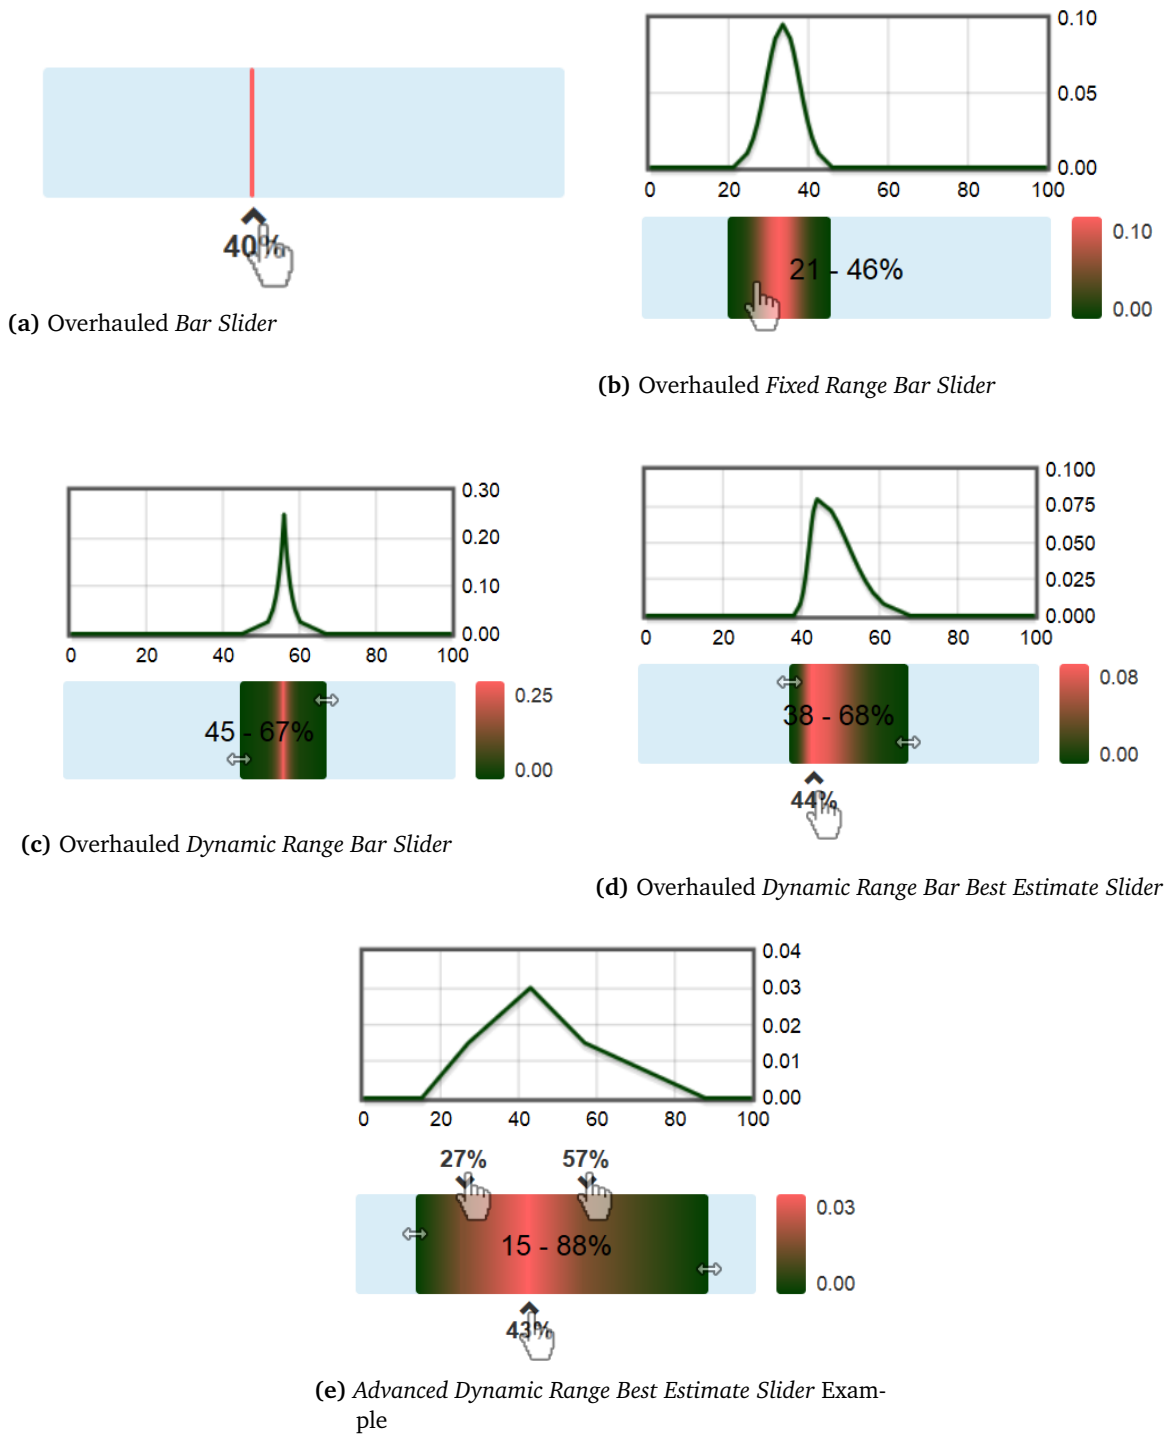 40%
(a) Overhauled Bar Slider
0.10
0.05
0.00
0 20 40 60 80 100
21 - 46%
0.10
0.00
(b) Overhauled Fixed Range Bar Slider
0.30
0.20
0.10
0.00
0 20 40 60 80 100
45 - 67%
0.25
0.00
(c) Overhauled Dynamic Range Bar Slider
0.100
0.075
0.050
0.025
0.000
0 20 40 60 80 100
38 - 68%
0.08
0.00
44%
(d) Overhauled Dynamic Range Bar Best Estimate Slider
0.04
0.03
0.02
0.01
0.00
0 20 40 60 80 100
27% 57%
15 - 88%
0.03
0.00
43%
(e) Advanced Dynamic Range Best Estimate Slider Exam-
ple